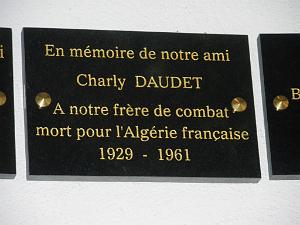 En mémoire de notre ami
Charly DAUDET
A notre frère de combat
mort pour l'Algérie française
1929 - 1961
i
B